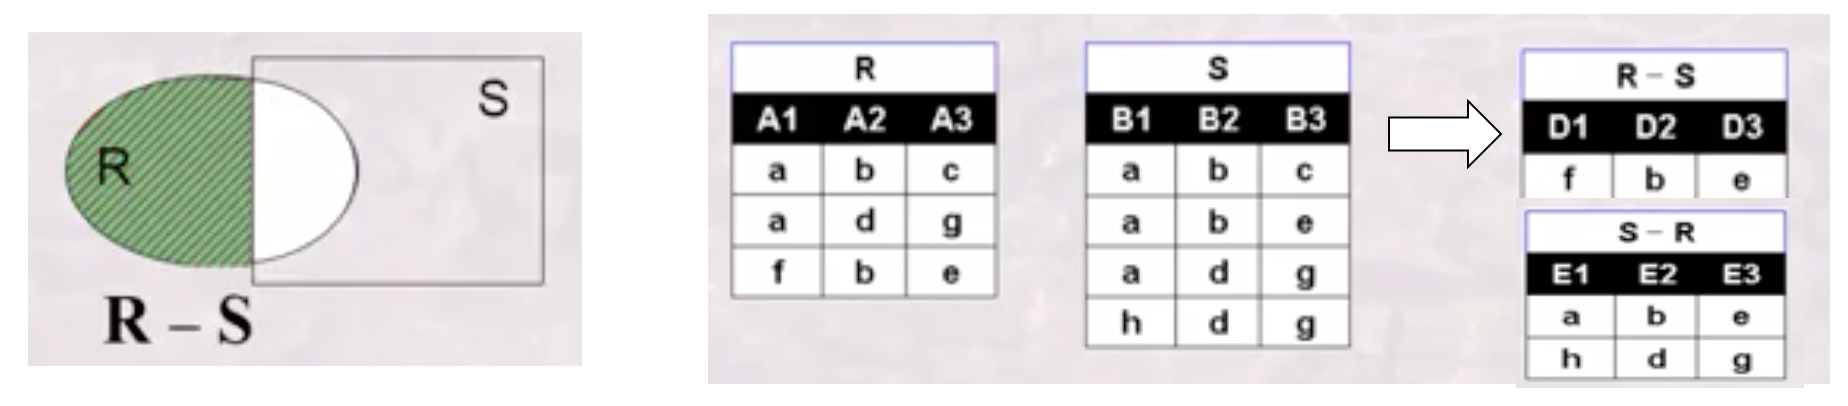 R
S
R – S
R
A1 A2 A3
a b c
a d g
f b e
S
B1 B2 B3
a b c
a b e
a d g
h d g
R – S
D1 D2 D3
f b e
S – R
E1 E2 E3
a b e
h d g